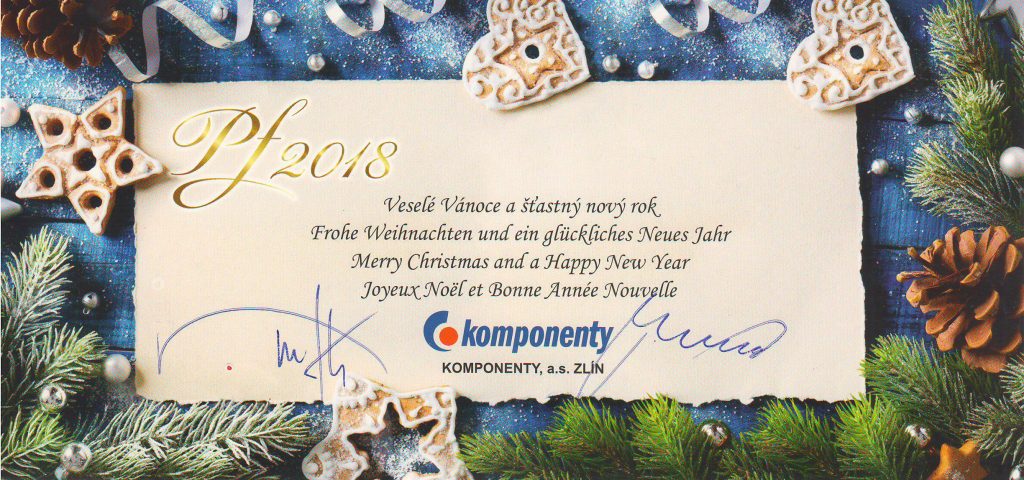 Pf 2018
Veselé Vánoce a šťastný nový rok
Frohe Weihnachten und ein glückliches Neues Jahr
Merry Christmas and a Happy New Year
Joyeux Noël et Bonne Année Nouvelle
komponenty
KOMPONENTY, a.s. ZLÍN